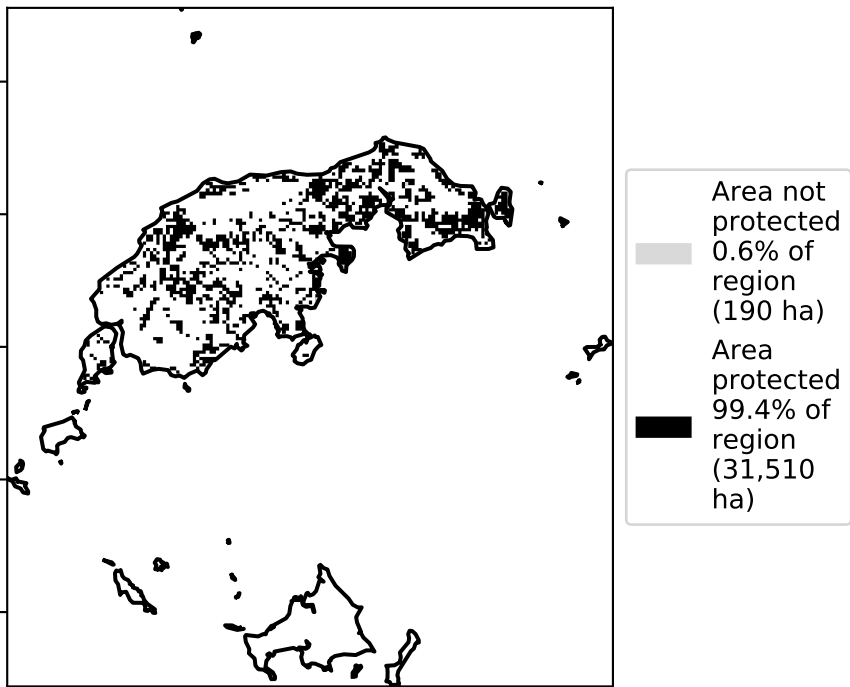 Area not
protected
0.6% of
region
(190 ha)
Area
protected
99.4% of
region
(31,510
ha)